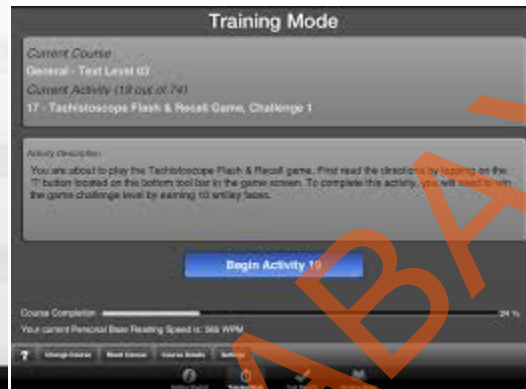 Training Mode
Current Course
General - Text Level 03
Current Activity (19 out of 74)
17 - Tachistoscope Flash & Recall Game, Challenge 1
Activity Description
You are about to play the Tachistoscope Flash & Recall game. First read the directions by tapping on the
"?" button located on the bottom tool bar in the game screen. To complete this activity, you will need to win
the game challenge level by earning 10 smiley faces.
Begin Activity 19
Course Completion 24 %
Your current Personal Base Reading Speed is: 565 WPM
? Change Course Reset Course Course Details Settings
ABA